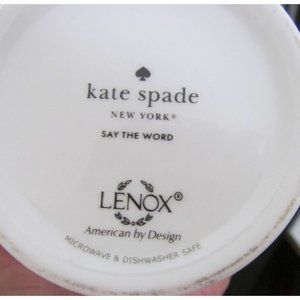 kate spade
NEW YORK®
SAY THE WORD
LENOX®
American by Design
MICROWAVE & DISHWASHER SAFE